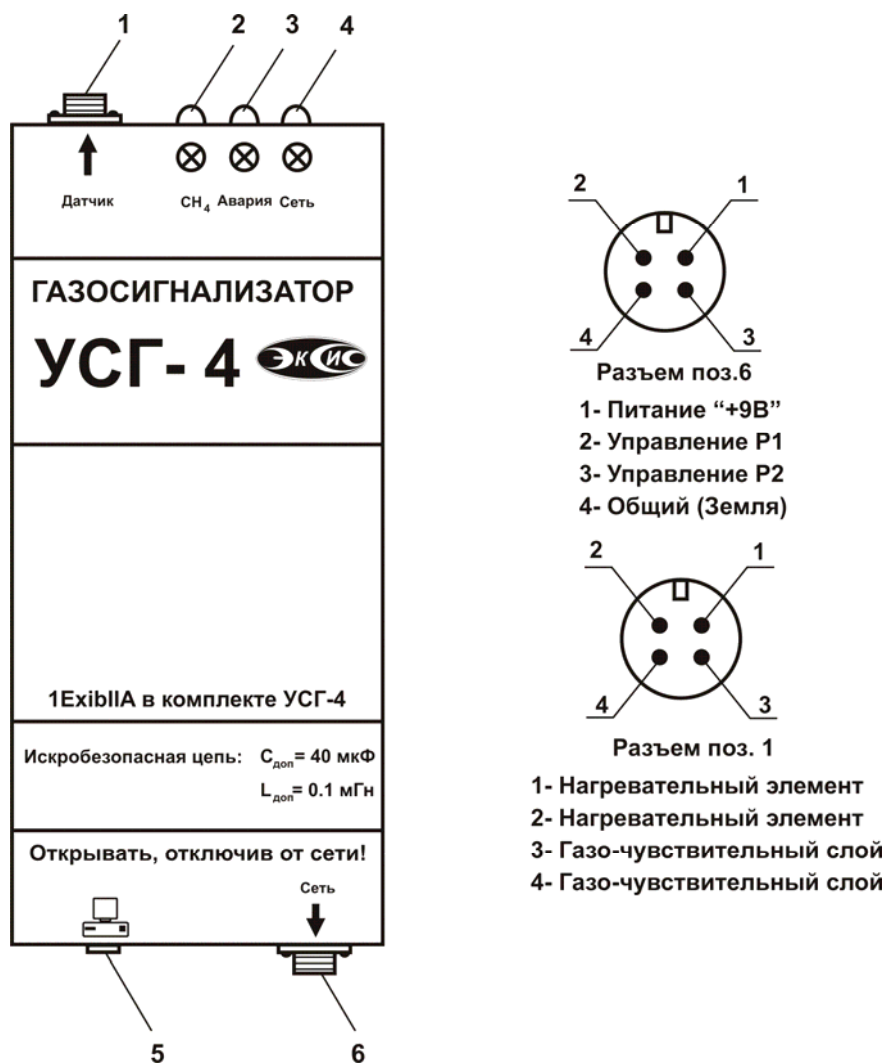 1 2 3 4
Датчик CH4 Авария Сеть
ГАЗОСИГНАЛИЗАТОР
УСГ- 4 ЭКСИС
1ExibIIA в комплекте УСГ-4
Искробезопасная цепь: Cдоп= 40 мкФ
Lдоп= 0.1 мГн
Открывать, отключив от сети!
Сеть
5 6
2 1
4 3
Разъем поз.6
1- Питание “+9В”
2- Управление Р1
3- Управление Р2
4- Общий (Земля)
2 1
4 3
Разъем поз. 1
1- Нагревательный элемент
2- Нагревательный элемент
3- Газо-чувствительный слой
4- Газо-чувствительный слой